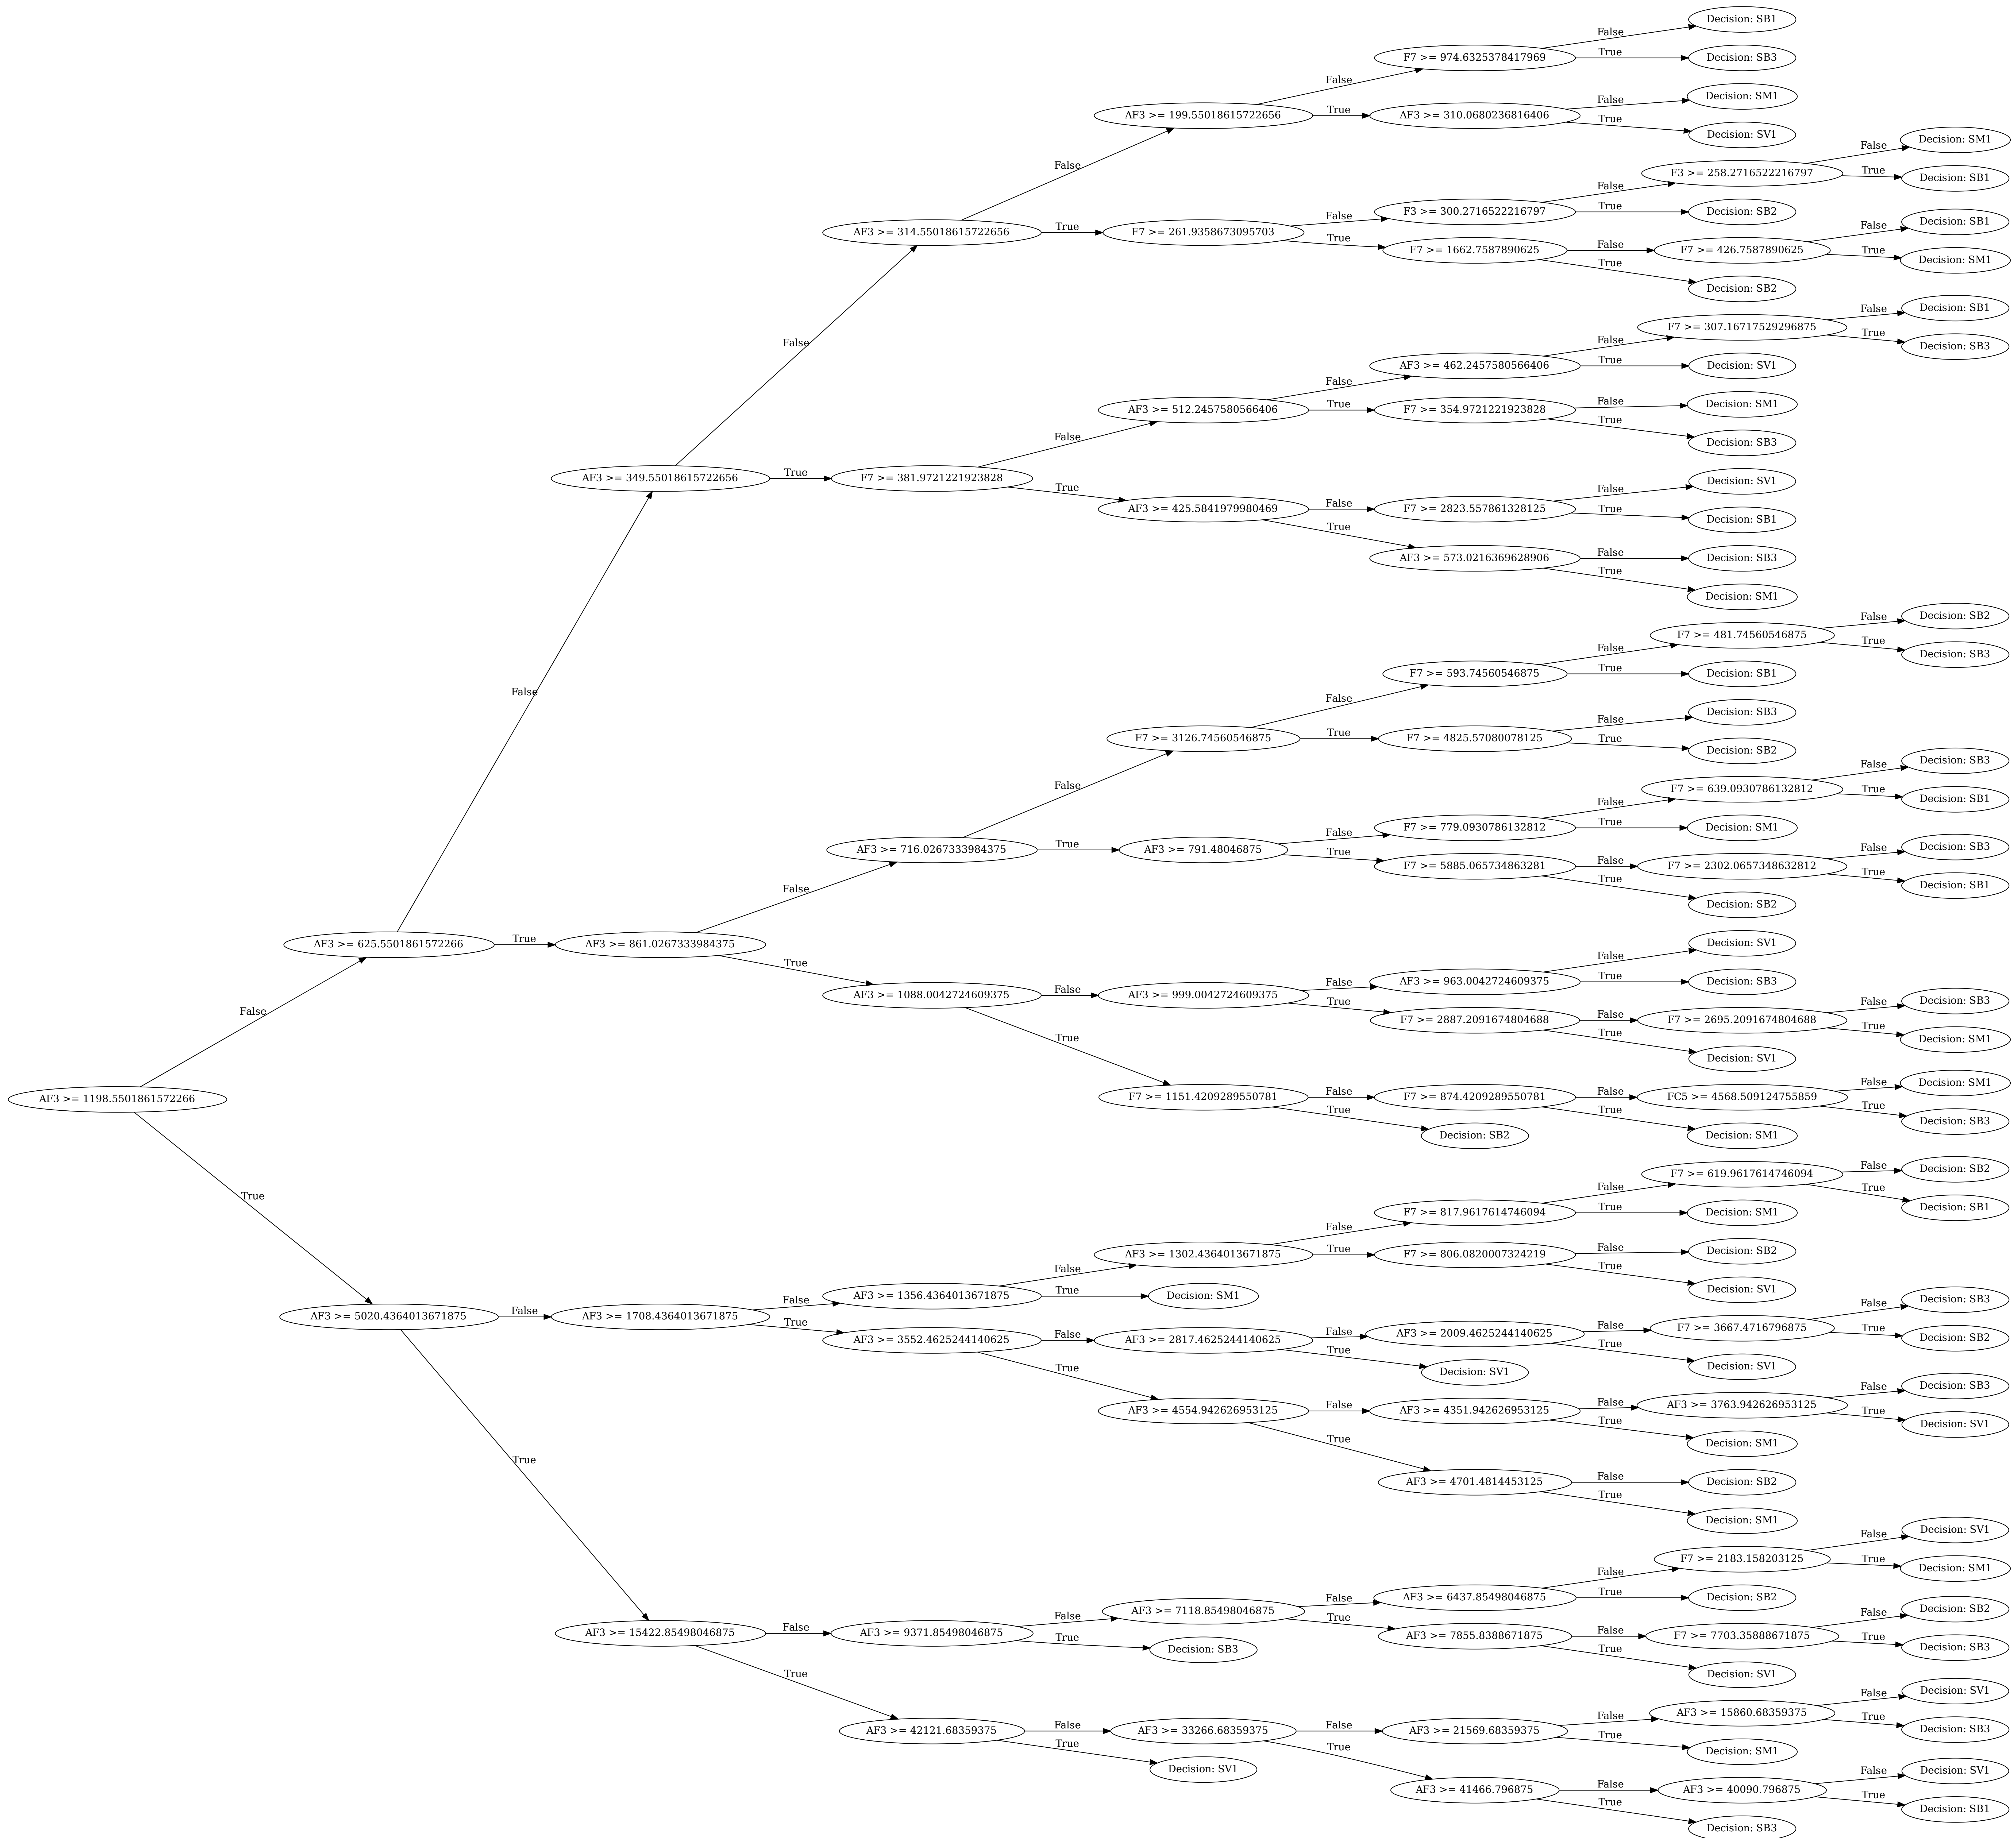 Decision: SB1
False
F7 >= 974.6325378417969
True
Decision: SB3
False
AF3 >= 199.55018615722656
True
AF3 >= 310.0680236816406
False
Decision: SM1
True
Decision: SV1
False
AF3 >= 314.55018615722656
True
F7 >= 261.9358673095703
False
F3 >= 300.2716522216797
False
F3 >= 258.2716522216797
False
Decision: SM1
True
Decision: SB1
True
Decision: SB2
True
F7 >= 1662.7587890625
False
F7 >= 426.7587890625
False
Decision: SB1
True
Decision: SM1
True
Decision: SB2
False
AF3 >= 349.55018615722656
True
F7 >= 381.9721221923828
False
AF3 >= 512.2457580566406
False
AF3 >= 462.2457580566406
False
F7 >= 307.16717529296875
False
Decision: SB1
True
Decision: SB3
True
Decision: SV1
True
F7 >= 354.9721221923828
False
Decision: SM1
True
Decision: SB3
True
AF3 >= 425.5841979980469
False
F7 >= 2823.557861328125
False
Decision: SV1
True
Decision: SB1
True
AF3 >= 573.0216369628906
False
Decision: SB3
True
Decision: SM1
False
AF3 >= 625.5501861572266
True
AF3 >= 861.0267333984375
False
AF3 >= 716.0267333984375
False
F7 >= 3126.74560546875
False
F7 >= 593.74560546875
False
F7 >= 481.74560546875
False
Decision: SB2
True
Decision: SB3
True
Decision: SB1
True
F7 >= 4825.57080078125
False
Decision: SB3
True
Decision: SB2
True
AF3 >= 791.48046875
False
F7 >= 779.0930786132812
False
F7 >= 639.0930786132812
False
Decision: SB3
True
Decision: SB1
True
Decision: SM1
True
F7 >= 5885.065734863281
False
F7 >= 2302.0657348632812
False
Decision: SB3
True
Decision: SB1
True
Decision: SB2
True
AF3 >= 1088.0042724609375
False
AF3 >= 999.0042724609375
False
AF3 >= 963.0042724609375
False
Decision: SV1
True
Decision: SB3
True
F7 >= 2887.2091674804688
False
F7 >= 2695.2091674804688
False
Decision: SB3
True
Decision: SM1
True
Decision: SV1
True
F7 >= 1151.4209289550781
False
F7 >= 874.4209289550781
False
FC5 >= 4568.509124755859
False
Decision: SM1
True
Decision: SB3
True
Decision: SM1
True
Decision: SB2
False
AF3 >= 1198.5501861572266
True
AF3 >= 5020.4364013671875
False
AF3 >= 1708.4364013671875
False
AF3 >= 1356.4364013671875
False
AF3 >= 1302.4364013671875
False
F7 >= 817.9617614746094
False
F7 >= 619.9617614746094
False
Decision: SB2
True
Decision: SB1
True
Decision: SM1
True
F7 >= 806.0820007324219
False
Decision: SB2
True
Decision: SV1
True
Decision: SM1
True
AF3 >= 3552.4625244140625
False
AF3 >= 2817.4625244140625
False
AF3 >= 2009.4625244140625
False
F7 >= 3667.4716796875
False
Decision: SB3
True
Decision: SB2
True
Decision: SV1
True
Decision: SV1
True
AF3 >= 4554.942626953125
False
AF3 >= 4351.942626953125
False
AF3 >= 3763.942626953125
False
Decision: SB3
True
Decision: SV1
True
Decision: SM1
True
AF3 >= 4701.4814453125
False
Decision: SB2
True
Decision: SM1
True
AF3 >= 15422.85498046875
False
AF3 >= 9371.85498046875
False
AF3 >= 7118.85498046875
False
AF3 >= 6437.85498046875
False
F7 >= 2183.158203125
False
Decision: SV1
True
Decision: SM1
True
Decision: SB2
True
AF3 >= 7855.8388671875
False
F7 >= 7703.35888671875
False
Decision: SB2
True
Decision: SB3
True
Decision: SV1
True
Decision: SB3
True
AF3 >= 42121.68359375
False
AF3 >= 33266.68359375
False
AF3 >= 21569.68359375
False
AF3 >= 15860.68359375
False
Decision: SV1
True
Decision: SB3
True
Decision: SM1
True
AF3 >= 41466.796875
False
AF3 >= 40090.796875
False
Decision: SV1
True
Decision: SB1
True
Decision: SB3
True
Decision: SV1